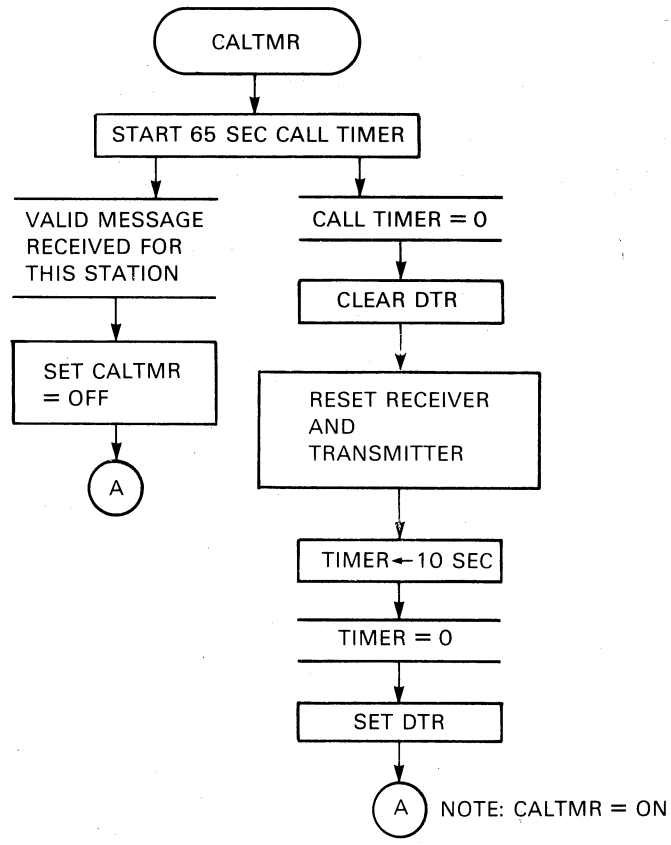 CALTMR
START 65 SEC CALL TIMER
VALID MESSAGE
RECEIVED FOR
THIS STATION
SET CALTMR
= OFF
A
CALL TIMER = 0
CLEAR DTR
RESET RECEIVER
AND
TRANSMITTER
TIMER ← 10 SEC
TIMER = 0
SET DTR
A
NOTE: CALTMR = ON